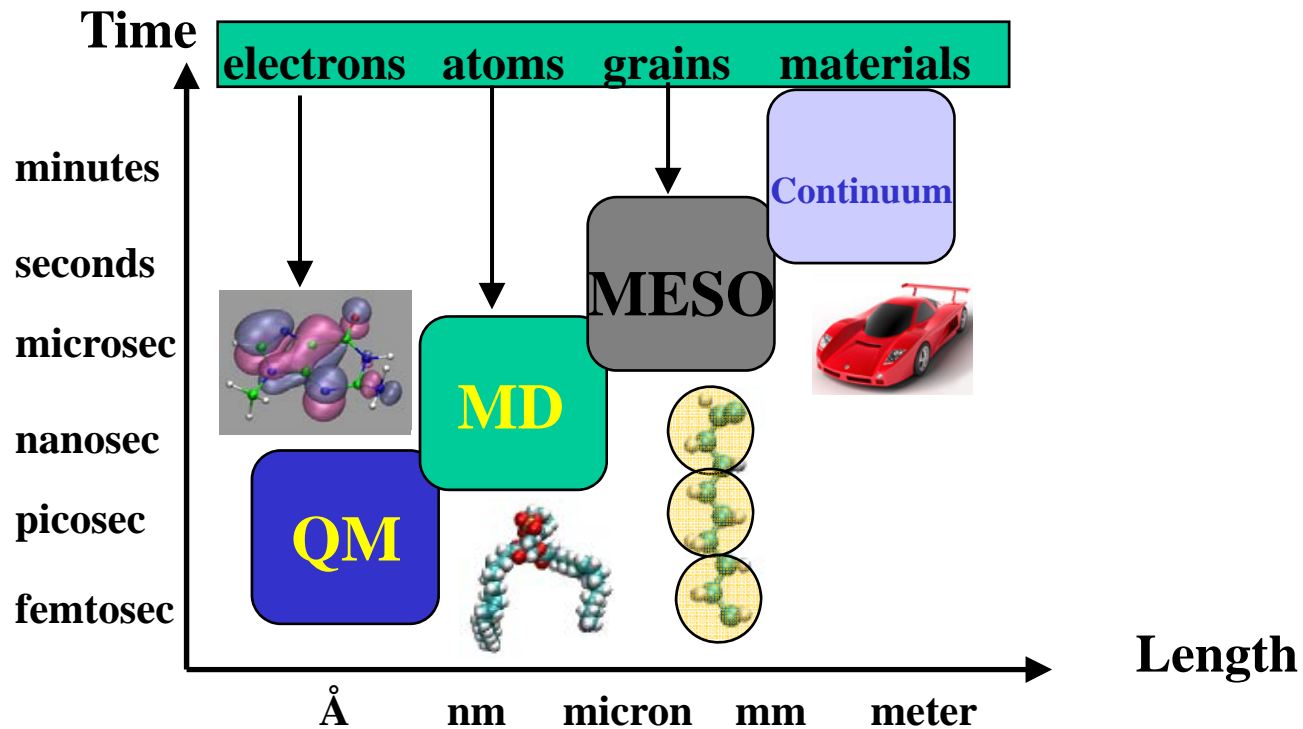 Time
electrons atoms grains materials
minutes
Continuum
seconds
MESO
microsec
MD
nanosec
picosec
QM
femtosec
Length
Å nm micron mm meter